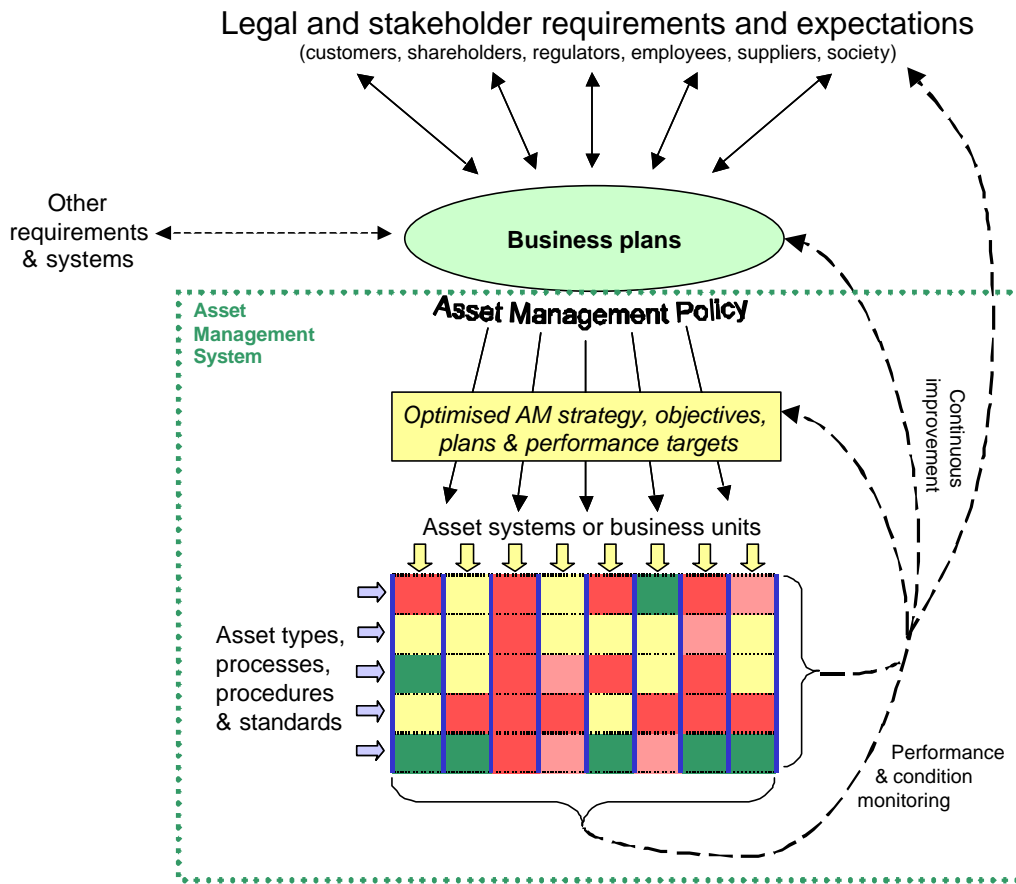 Legal and stakeholder requirements and expectations
(customers, shareholders, regulators, employees, suppliers, society)
Other
requirements
& systems
Business plans
Asset
Management
System
Asset Management Policy
Optimised AM strategy, objectives,
plans & performance targets
Continuous
improvement
Asset systems or business units
Asset types,
processes,
procedures
& standards
Performance
& condition
monitoring